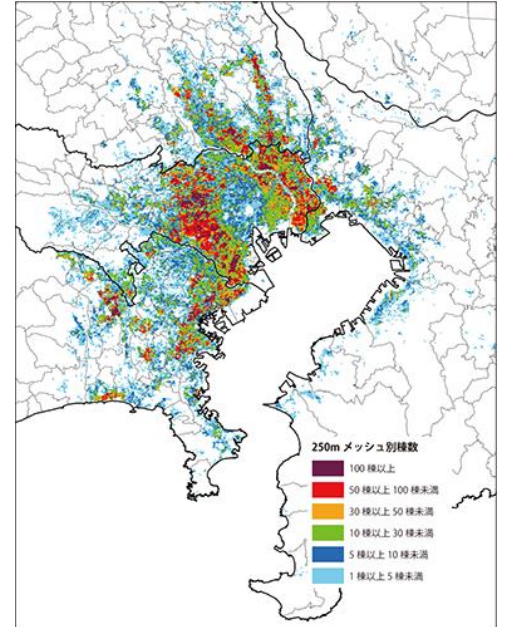 250m メッシュ別棟数
100 棟以上
50 棟以上 100 棟未満
30 棟以上 50 棟未満
10 棟以上 30 棟未満
5 棟以上 10 棟未満
1 棟以上 5 棟未満